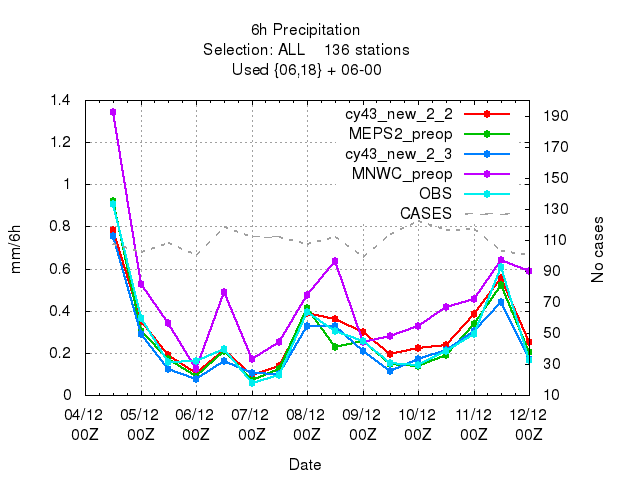 6h Precipitation
Selection: ALL    136 stations
Used {06,18} + 06-00
mm/6h
1.4
1.2
1
0.8
0.6
0.4
0.2
0
cy43_new_2_2
MEPS2_preop
cy43_new_2_3
MNWC_preop
OBS
CASES
190
170
150
130
110
90
70
50
30
10
No cases
04/12 05/12 06/12 07/12 08/12 09/12 10/12 11/12 12/12
00Z 00Z 00Z 00Z 00Z 00Z 00Z 00Z 00Z
Date